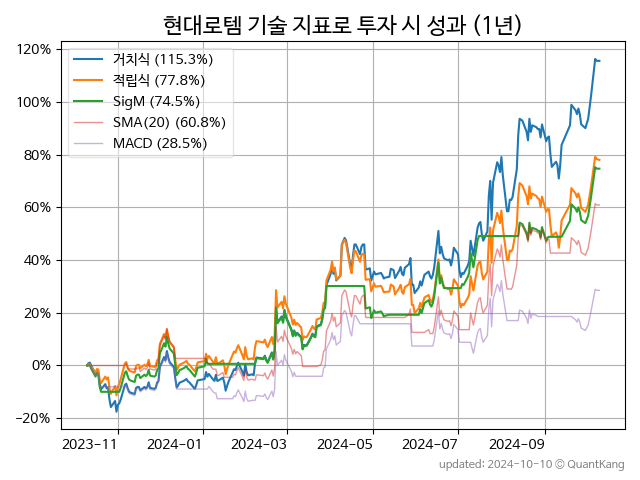 현대로템 기술 지표로 투자 시 성과 (1년)
120%
100%
80%
60%
40%
20%
0%
−20%
거치식 (115.3%)
적립식 (77.8%)
SigM (74.5%)
SMA(20) (60.8%)
MACD (28.5%)
2023-11
2024-01
2024-03
2024-05
2024-07
2024-09
updated: 2024-10-10 © QuantKang